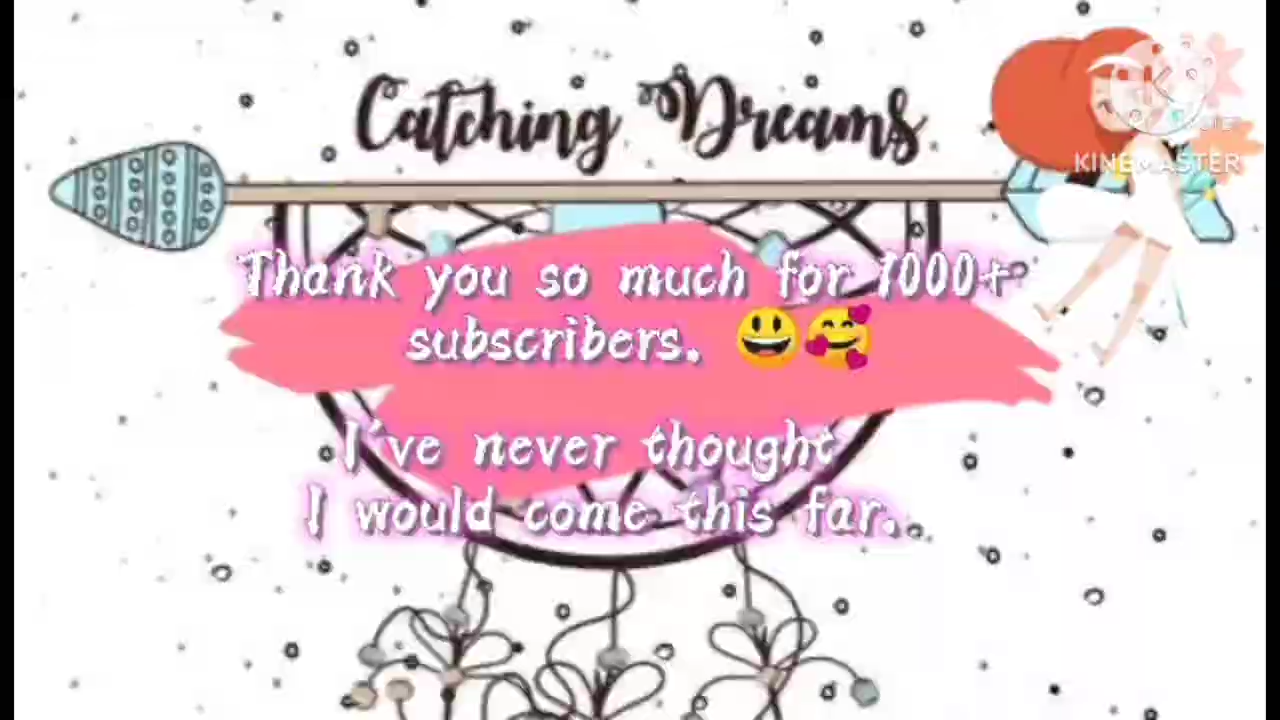 Catching Dreams
KINEMASTER
Thank you so much for 1000+
subscribers. 😃🥰
I've never thought
I would come this far.